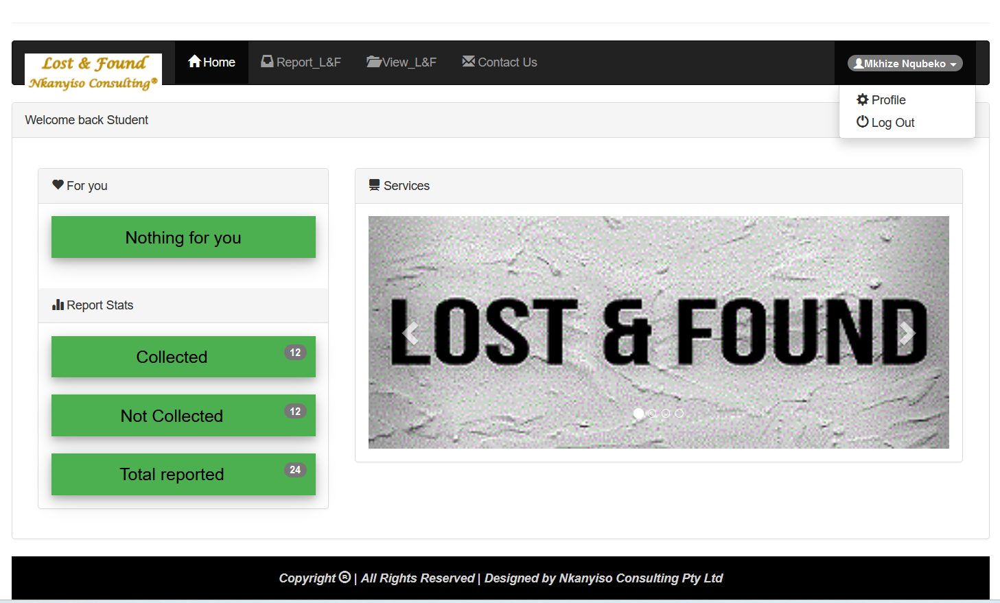 Lost & Found
Nkanyiso Consulting®
Home
Report_L&F
View_L&F
Contact Us
Mkhize Nqubeko
Profile
Log Out
Welcome back Student
For you
Nothing for you
Report Stats
Collected 12
Not Collected 12
Total reported 24
Services
LOST & FOUND
Copyright ® | All Rights Reserved | Designed by Nkanyiso Consulting Pty Ltd